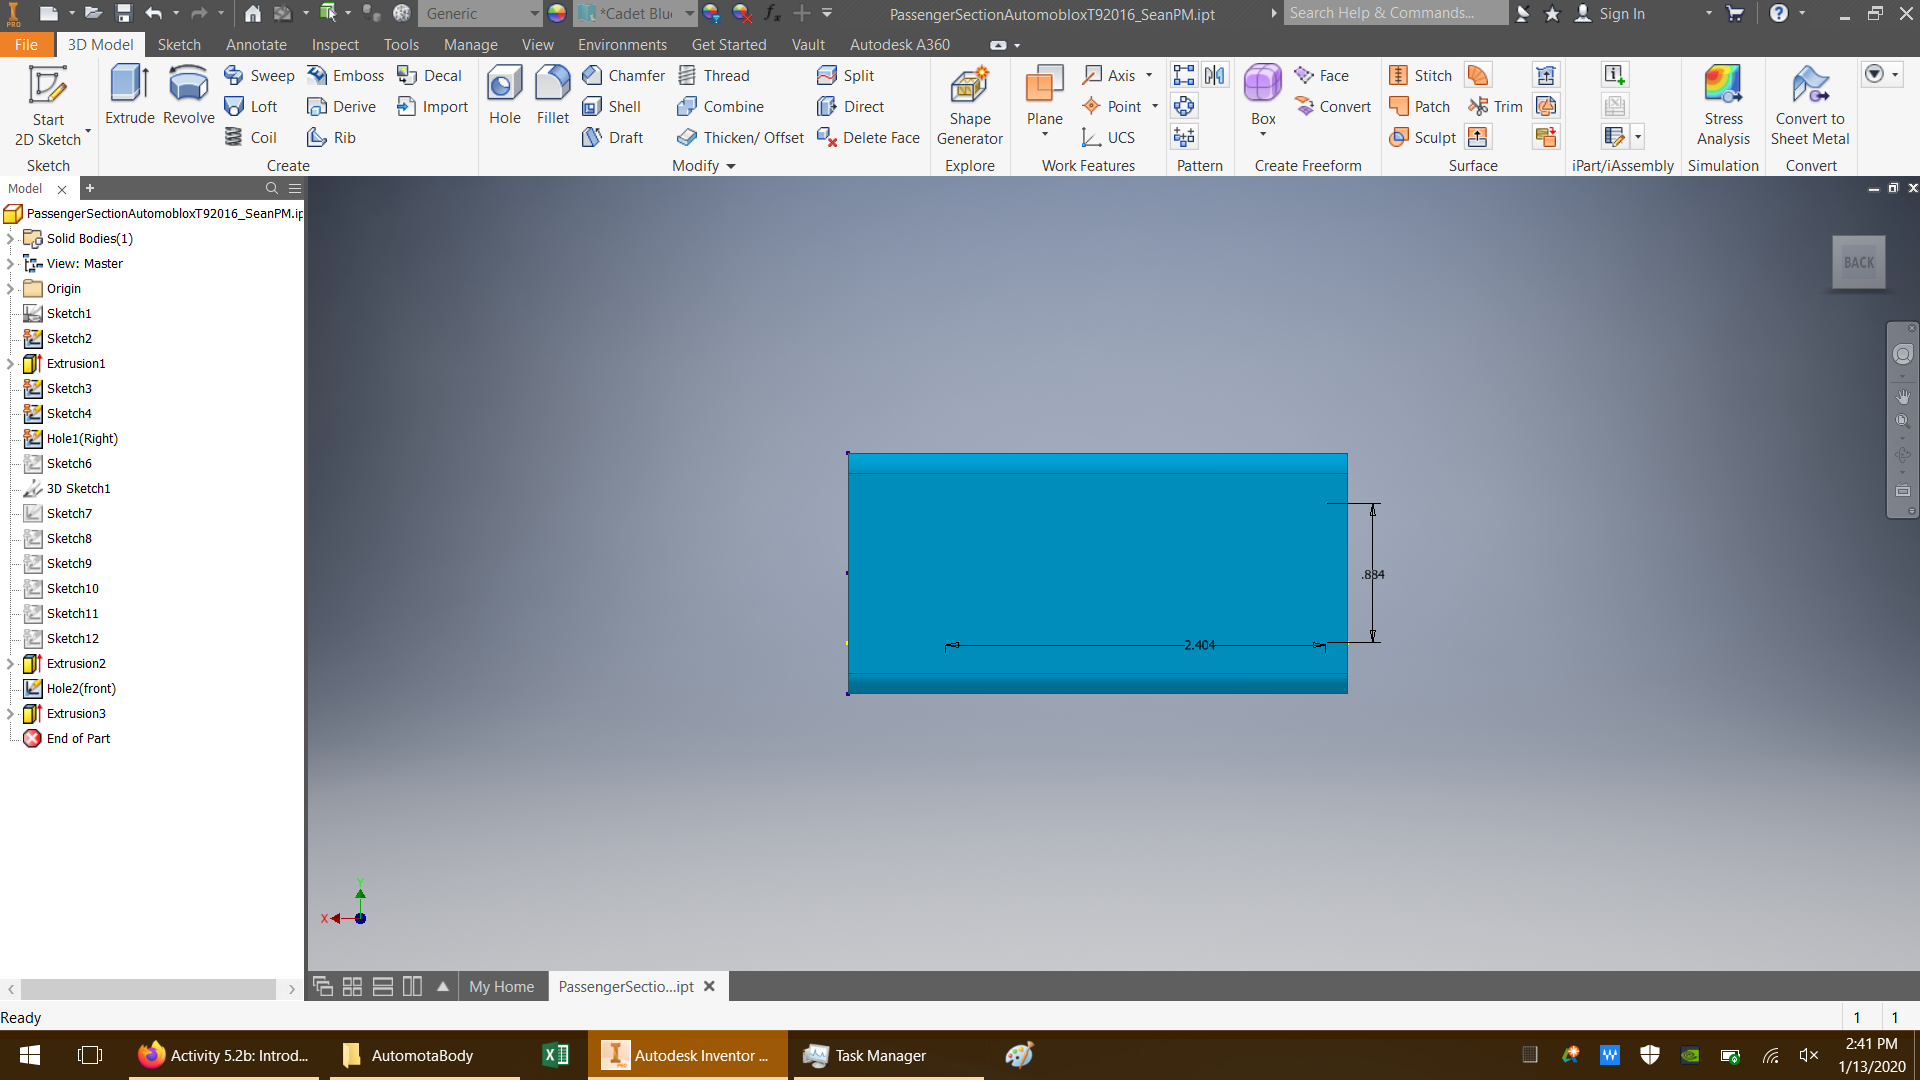 PRO
Generic
*Cadet Blu
PassengerSectionAutomobloxT92016_SeanPM.ipt
Search Help & Commands...
Sign In
File
3D Model
Sketch
Annotate
Inspect
Tools
Manage
View
Environments
Get Started
Vault
Autodesk A360
Start
2D Sketch
Sketch
Extrude
Revolve
Sweep
Loft
Coil
Emboss
Derive
Rib
Decal
Import
Create
Hole
Fillet
Chamfer
Shell
Draft
Thread
Combine
Thicken/ Offset
Split
Direct
Delete Face
Modify
Shape
Generator
Explore
Plane
Axis
Point
UCS
Work Features
Pattern
Box
Face
Convert
Create Freeform
Stitch
Patch
Sculpt
Trim
Surface
iPart/iAssembly
Stress
Analysis
Simulation
Convert to
Sheet Metal
Convert
Model
PassengerSectionAutomobloxT92016_SeanPM.ip
Solid Bodies(1)
View: Master
Origin
Sketch1
Sketch2
Extrusion1
Sketch3
Sketch4
Hole1(Right)
Sketch6
3D Sketch1
Sketch7
Sketch8
Sketch9
Sketch10
Sketch11
Sketch12
Extrusion2
Hole2(front)
Extrusion3
End of Part
BACK
.884
2.404
Y
X
My Home
PassengerSectio...ipt
Ready
1 1
Activity 5.2b: Introd...
AutomotaBody
Autodesk Inventor ...
Task Manager
2:41 PM
1/13/2020